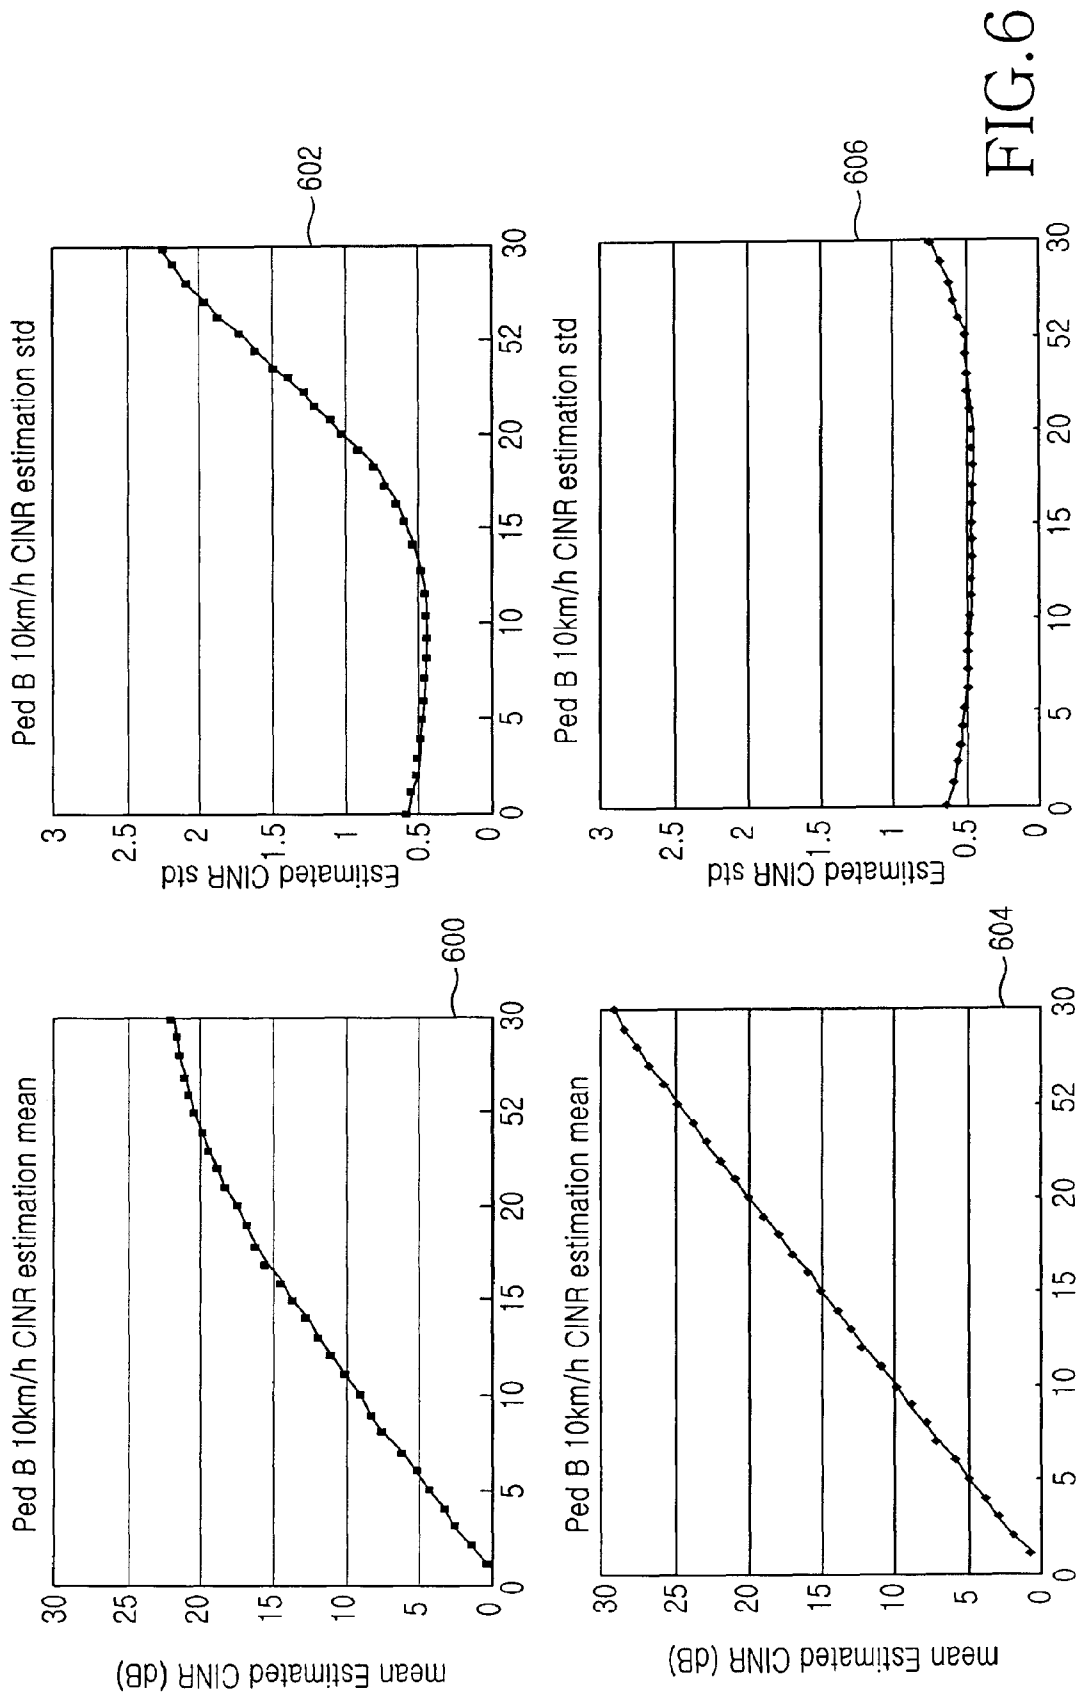 Ped B 10km/h CINR estimation mean
mean Estimated CINR (dB)
30
25
20
15
10
5
0
0 5 10 15 20 52 30
600
Ped B 10km/h CINR estimation std
Estimated CINR std
3
2.5
2
1.5
1
0.5
0
0 5 10 15 20 52 30
602
Ped B 10km/h CINR estimation mean
mean Estimated CINR (dB)
30
25
20
15
10
5
0
0 5 10 15 20 52 30
604
Ped B 10km/h CINR estimation std
Estimated CINR std
3
2.5
2
1.5
1
0.5
0
0 5 10 15 20 52 30
606
FIG.6